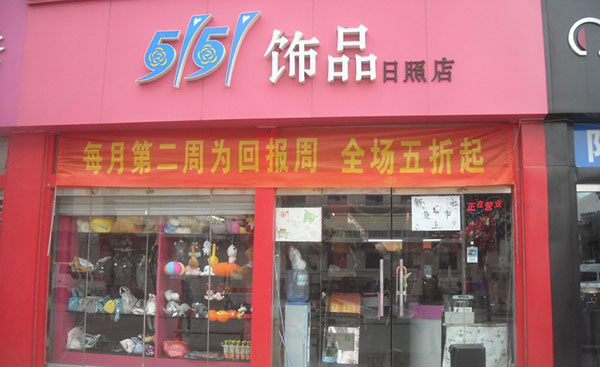 5151 饰品日照店
每月第二周为回报周 全场五折起
正在营业